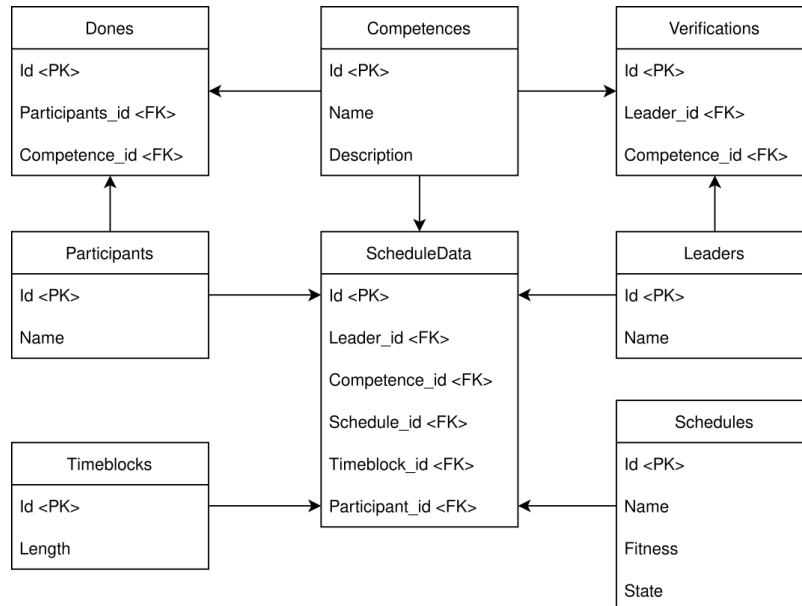 Dones
Id <PK>
Participants_id <FK>
Competence_id <FK>
Competences
Id <PK>
Name
Description
Verifications
Id <PK>
Leader_id <FK>
Competence_id <FK>
Participants
Id <PK>
Name
ScheduleData
Id <PK>
Leader_id <FK>
Competence_id <FK>
Schedule_id <FK>
Timeblock_id <FK>
Participant_id <FK>
Leaders
Id <PK>
Name
Timeblocks
Id <PK>
Length
Schedules
Id <PK>
Name
Fitness
State